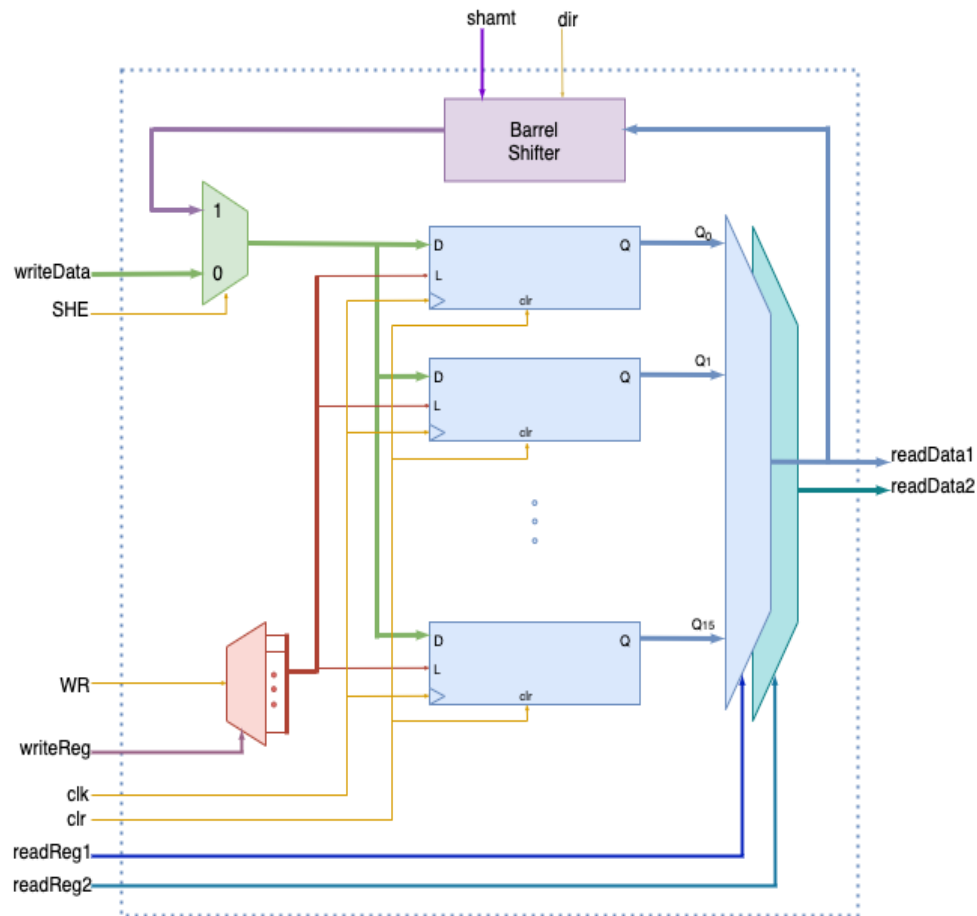 shamt
dir
Barrel
Shifter
1
0
writeData
SHE
D
Q
L
clr
Q0
D
Q
L
clr
Q1
readData1
readData2
D
Q
L
clr
Q15
WR
writeReg
clk
clr
readReg1
readReg2